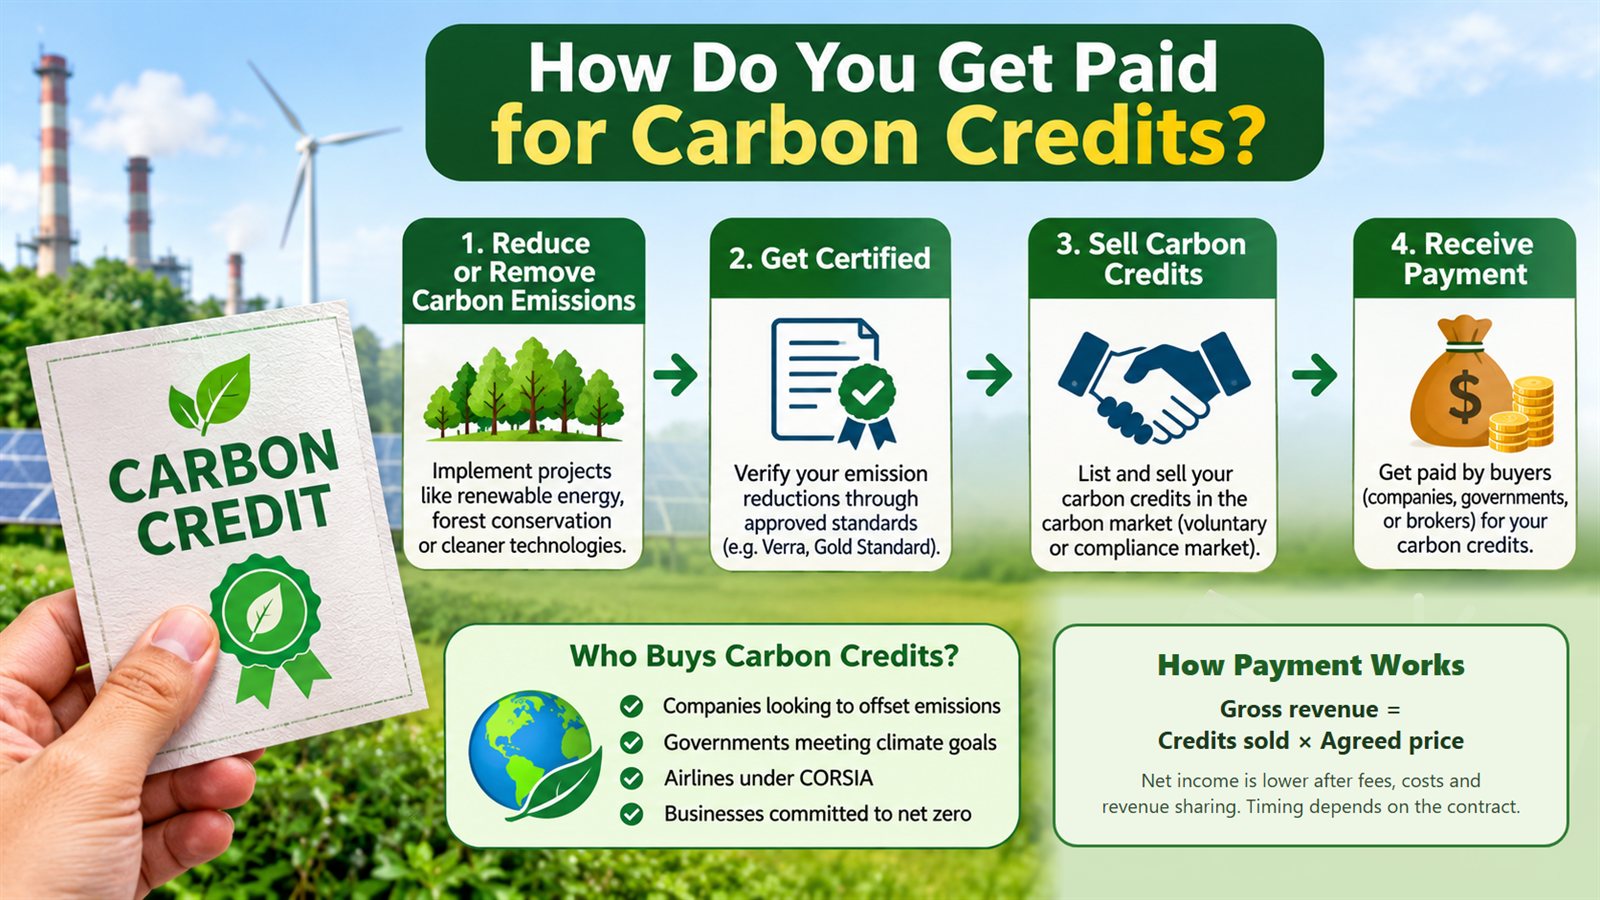 How Do You Get Paid
for Carbon Credits?
1. Reduce
or Remove
Carbon Emissions
Implement projects
like renewable energy,
forest conservation
or cleaner technologies.
2. Get Certified
Verify your emission
reductions through
approved standards
(e.g. Verra, Gold Standard).
3. Sell Carbon
Credits
List and sell your
carbon credits in the
carbon market (voluntary
or compliance market).
4. Receive
Payment
$
Get paid by buyers
(companies, governments,
or brokers) for your
carbon credits.
CARBON
CREDIT
Who Buys Carbon Credits?
Companies looking to offset emissions
Governments meeting climate goals
Airlines under CORSIA
Businesses committed to net zero
How Payment Works
Gross revenue =
Credits sold × Agreed price
Net income is lower after fees, costs and
revenue sharing. Timing depends on the contract.